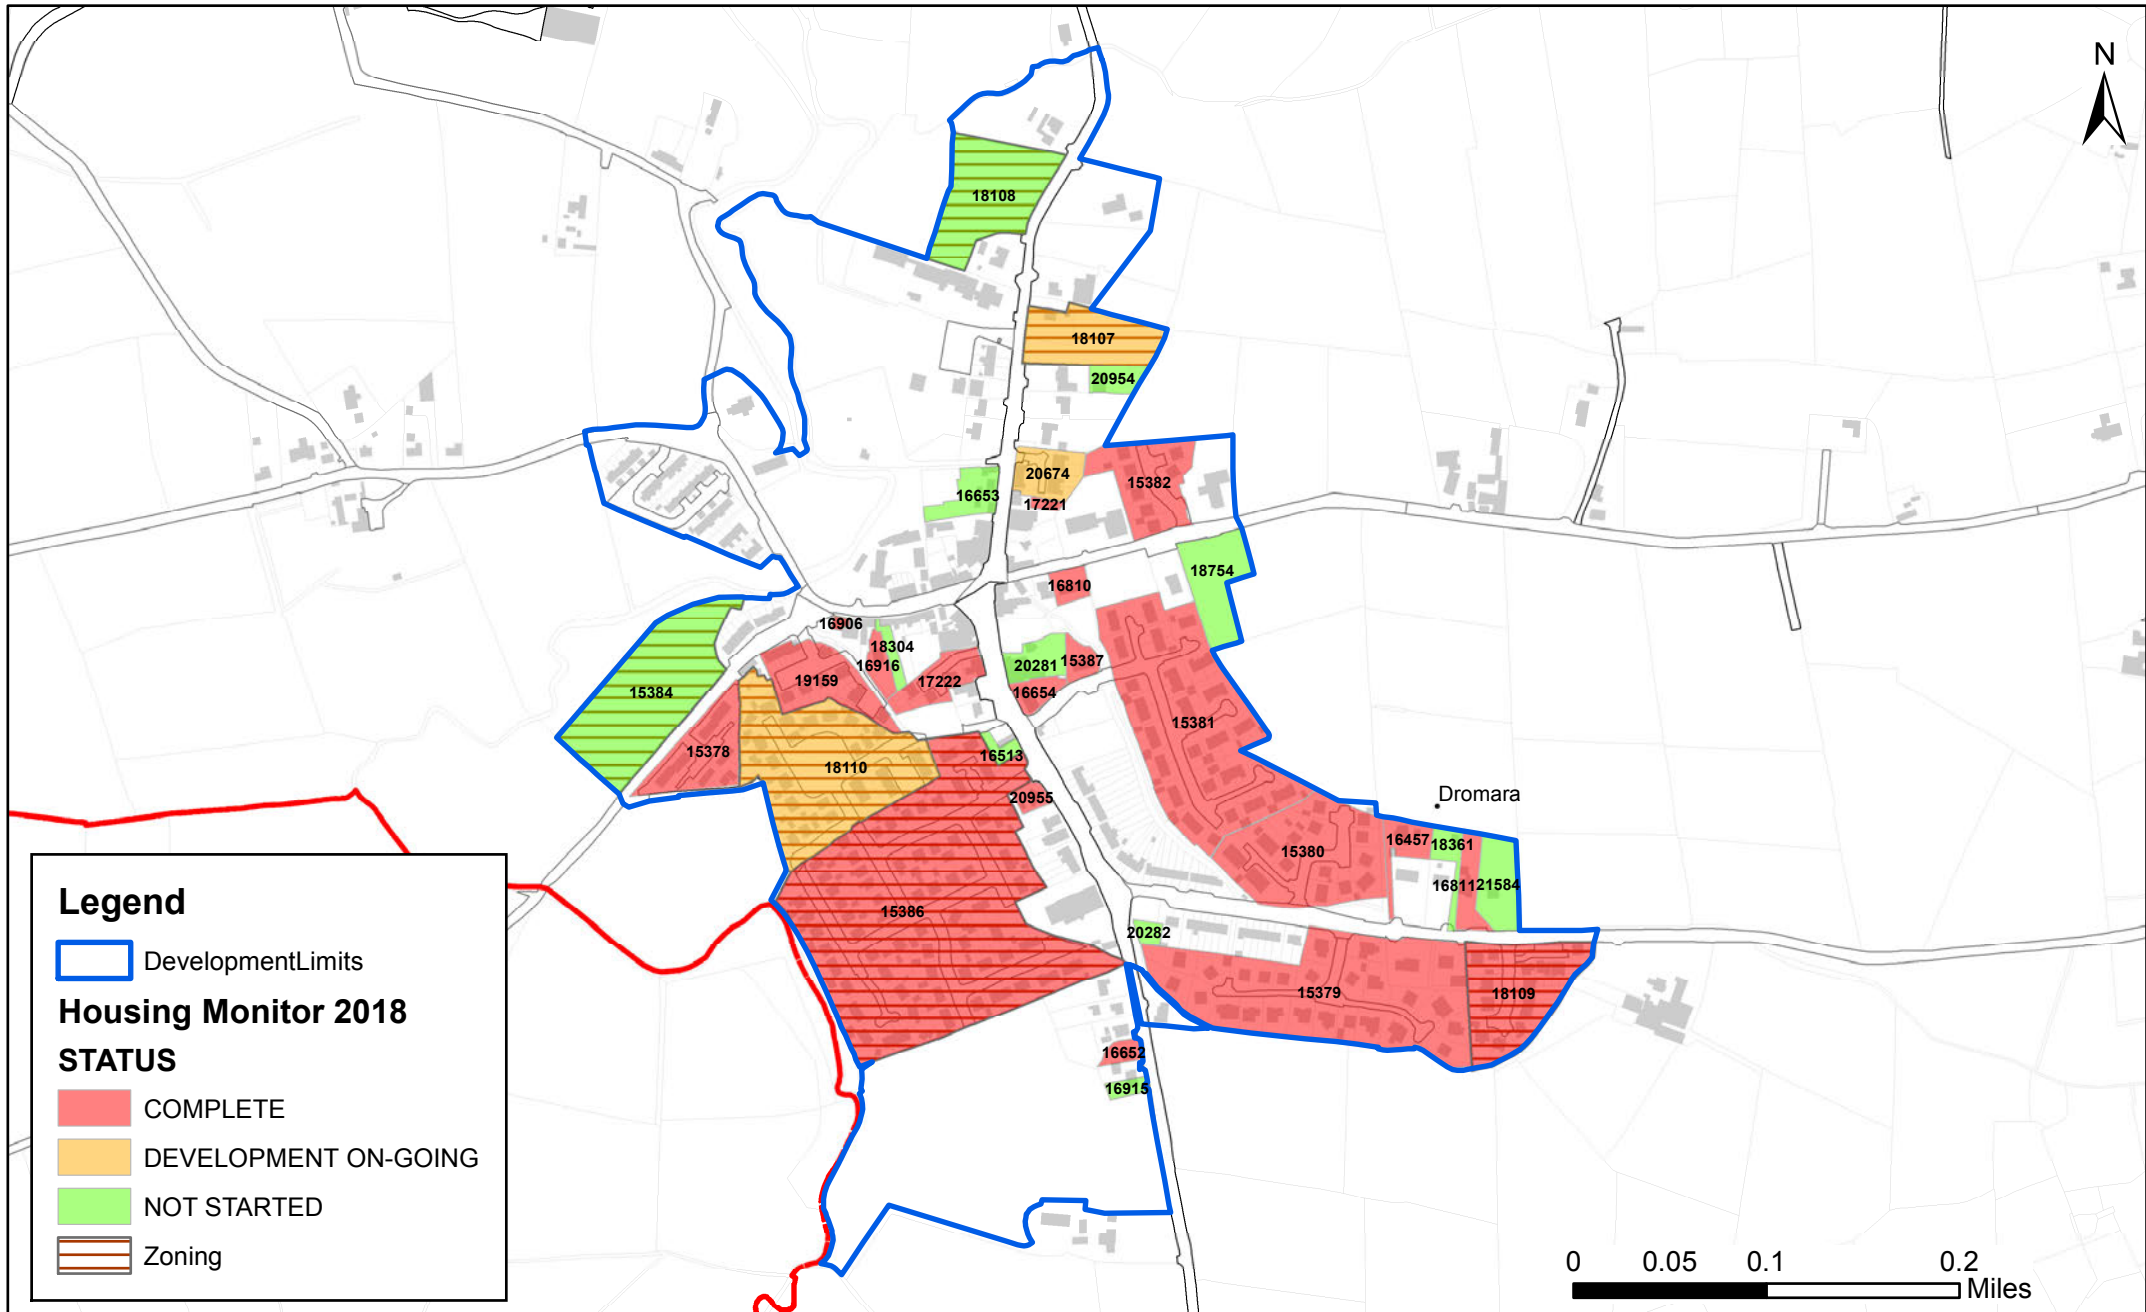 N
18108
18107
20954
20674
15382
16653
17221
18754
16810
16906
18304
20281
15387
16916
15384
19159
17222
16654
15381
15378
16513
18110
20955
Dromara
16457
18361
15380
16811
21584
15386
20282
15379
18109
16652
16915
Legend
DevelopmentLimits
Housing Monitor 2018
STATUS
COMPLETE
DEVELOPMENT ON-GOING
NOT STARTED
Zoning
0 0.05 0.1 0.2
Miles